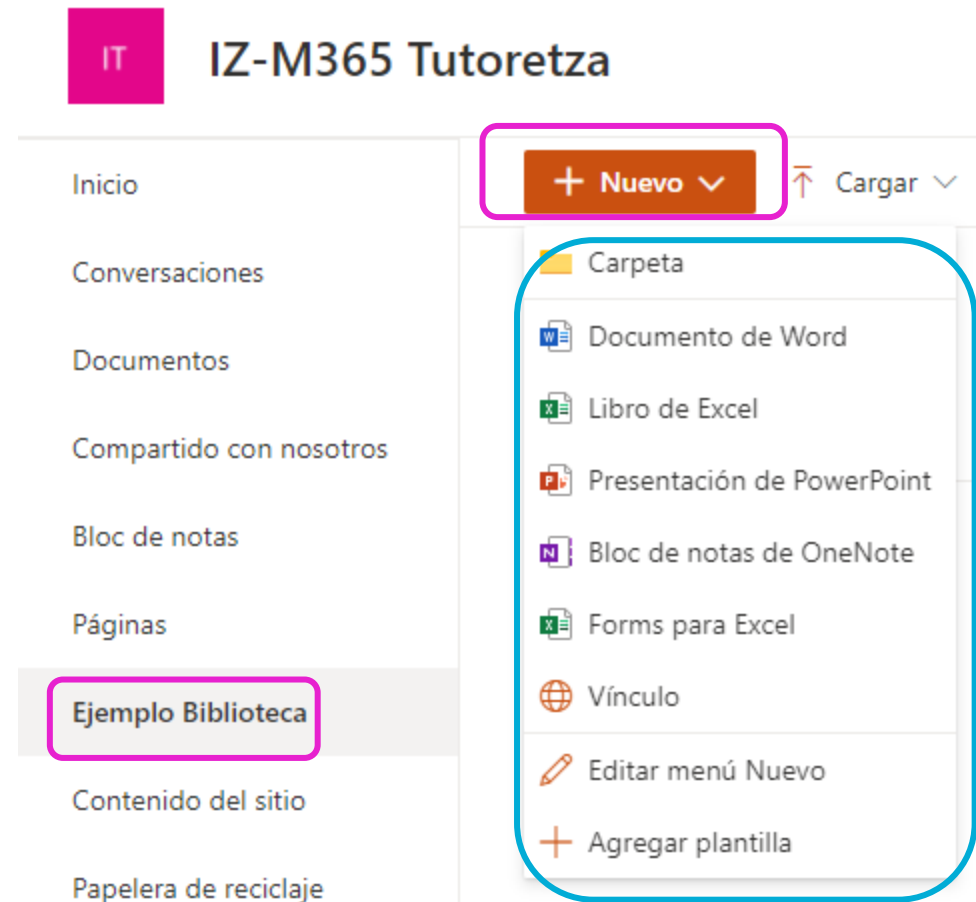 IT
IZ-M365 Tutoretza
Inicio
Conversaciones
Documentos
Compartido con nosotros
Bloc de notas
Páginas
Ejemplo Biblioteca
Contenido del sitio
Papelera de reciclaje
+ Nuevo
Cargar
Carpeta
Documento de Word
Libro de Excel
Presentación de PowerPoint
Bloc de notas de OneNote
Forms para Excel
Vínculo
Editar menú Nuevo
Agregar plantilla